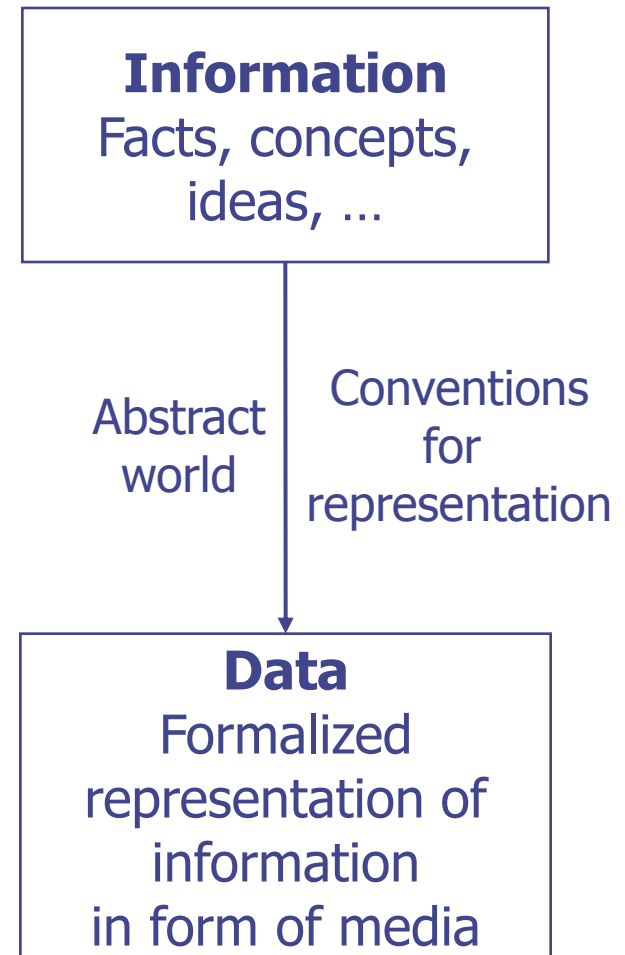 Information
Facts, concepts,
ideas, ...
Abstract
world
Conventions
for
representation
Data
Formalized
representation of
information
in form of media